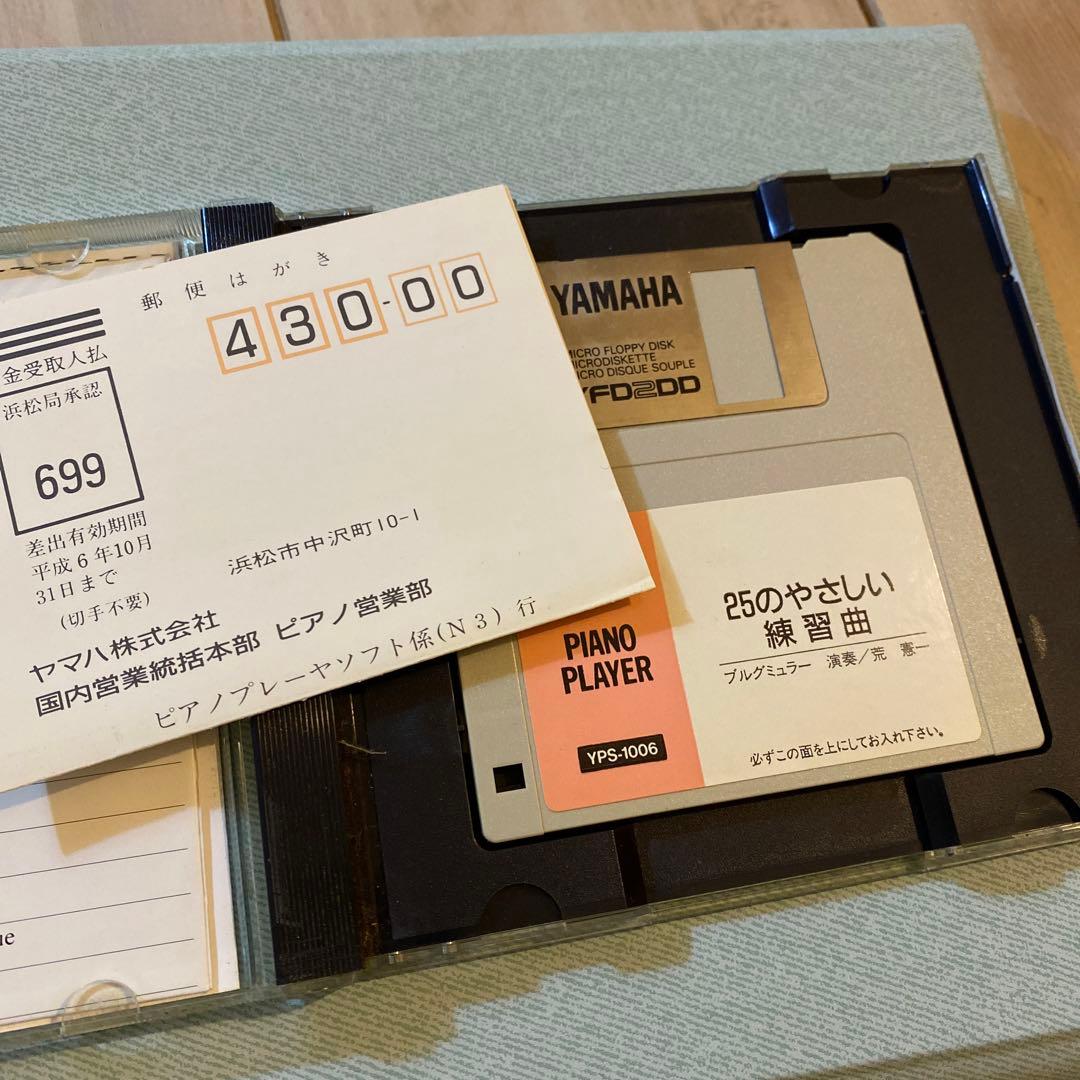 郵便はがき
430-00
金受取人払
浜松局承認
699
差出有効期間
平成6年10月
31日まで
(切手不要)
浜松市中沢町10-1
ヤマハ株式会社
国内営業統括本部 ピアノ営業部
ピアノプレーヤソフト係(N3)行
YAMAHA
MICRO FLOPPY DISK
MICRODISKETTE
MICRO DISQUE SOUPLE
YFD2DD
PIANO
PLAYER
YPS-1006
25のやさしい
練習曲
ブルグミュラー 演奏/荒 憲一
必ずこの面を上にしてお入れ下さい。